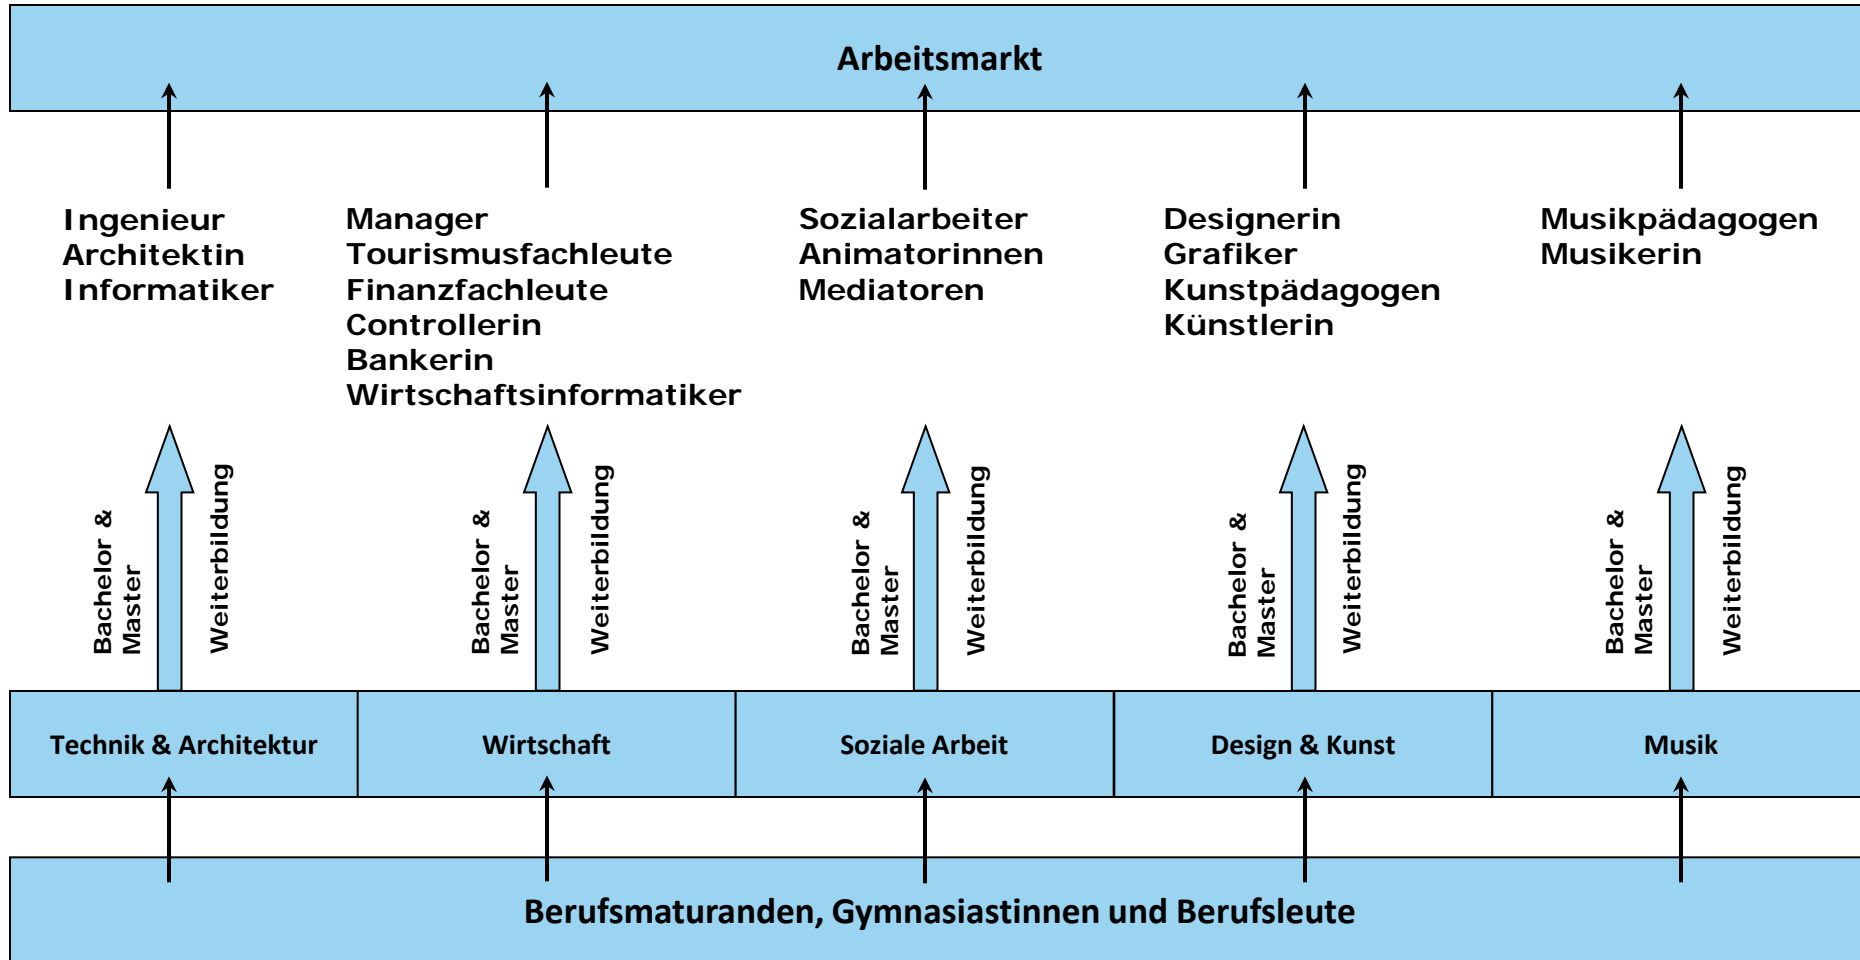 Arbeitsmarkt
Ingenieur
Architektin
Informatiker
Manager
Tourismusfachleute
Finanzfachleute
Controllerin
Bankerin
Wirtschaftsinformatiker
Sozialarbeiter
Animatorinnen
Mediatoren
Designerin
Grafiker
Kunstpädagogen
Künstlerin
Musikpädagogen
Musikerin
Bachelor &
Master
Weiterbildung
Bachelor &
Master
Weiterbildung
Bachelor &
Master
Weiterbildung
Bachelor &
Master
Weiterbildung
Bachelor &
Master
Weiterbildung
Technik & Architektur
Wirtschaft
Soziale Arbeit
Design & Kunst
Musik
Berufsmaturanden, Gymnasiastinnen und Berufsleute